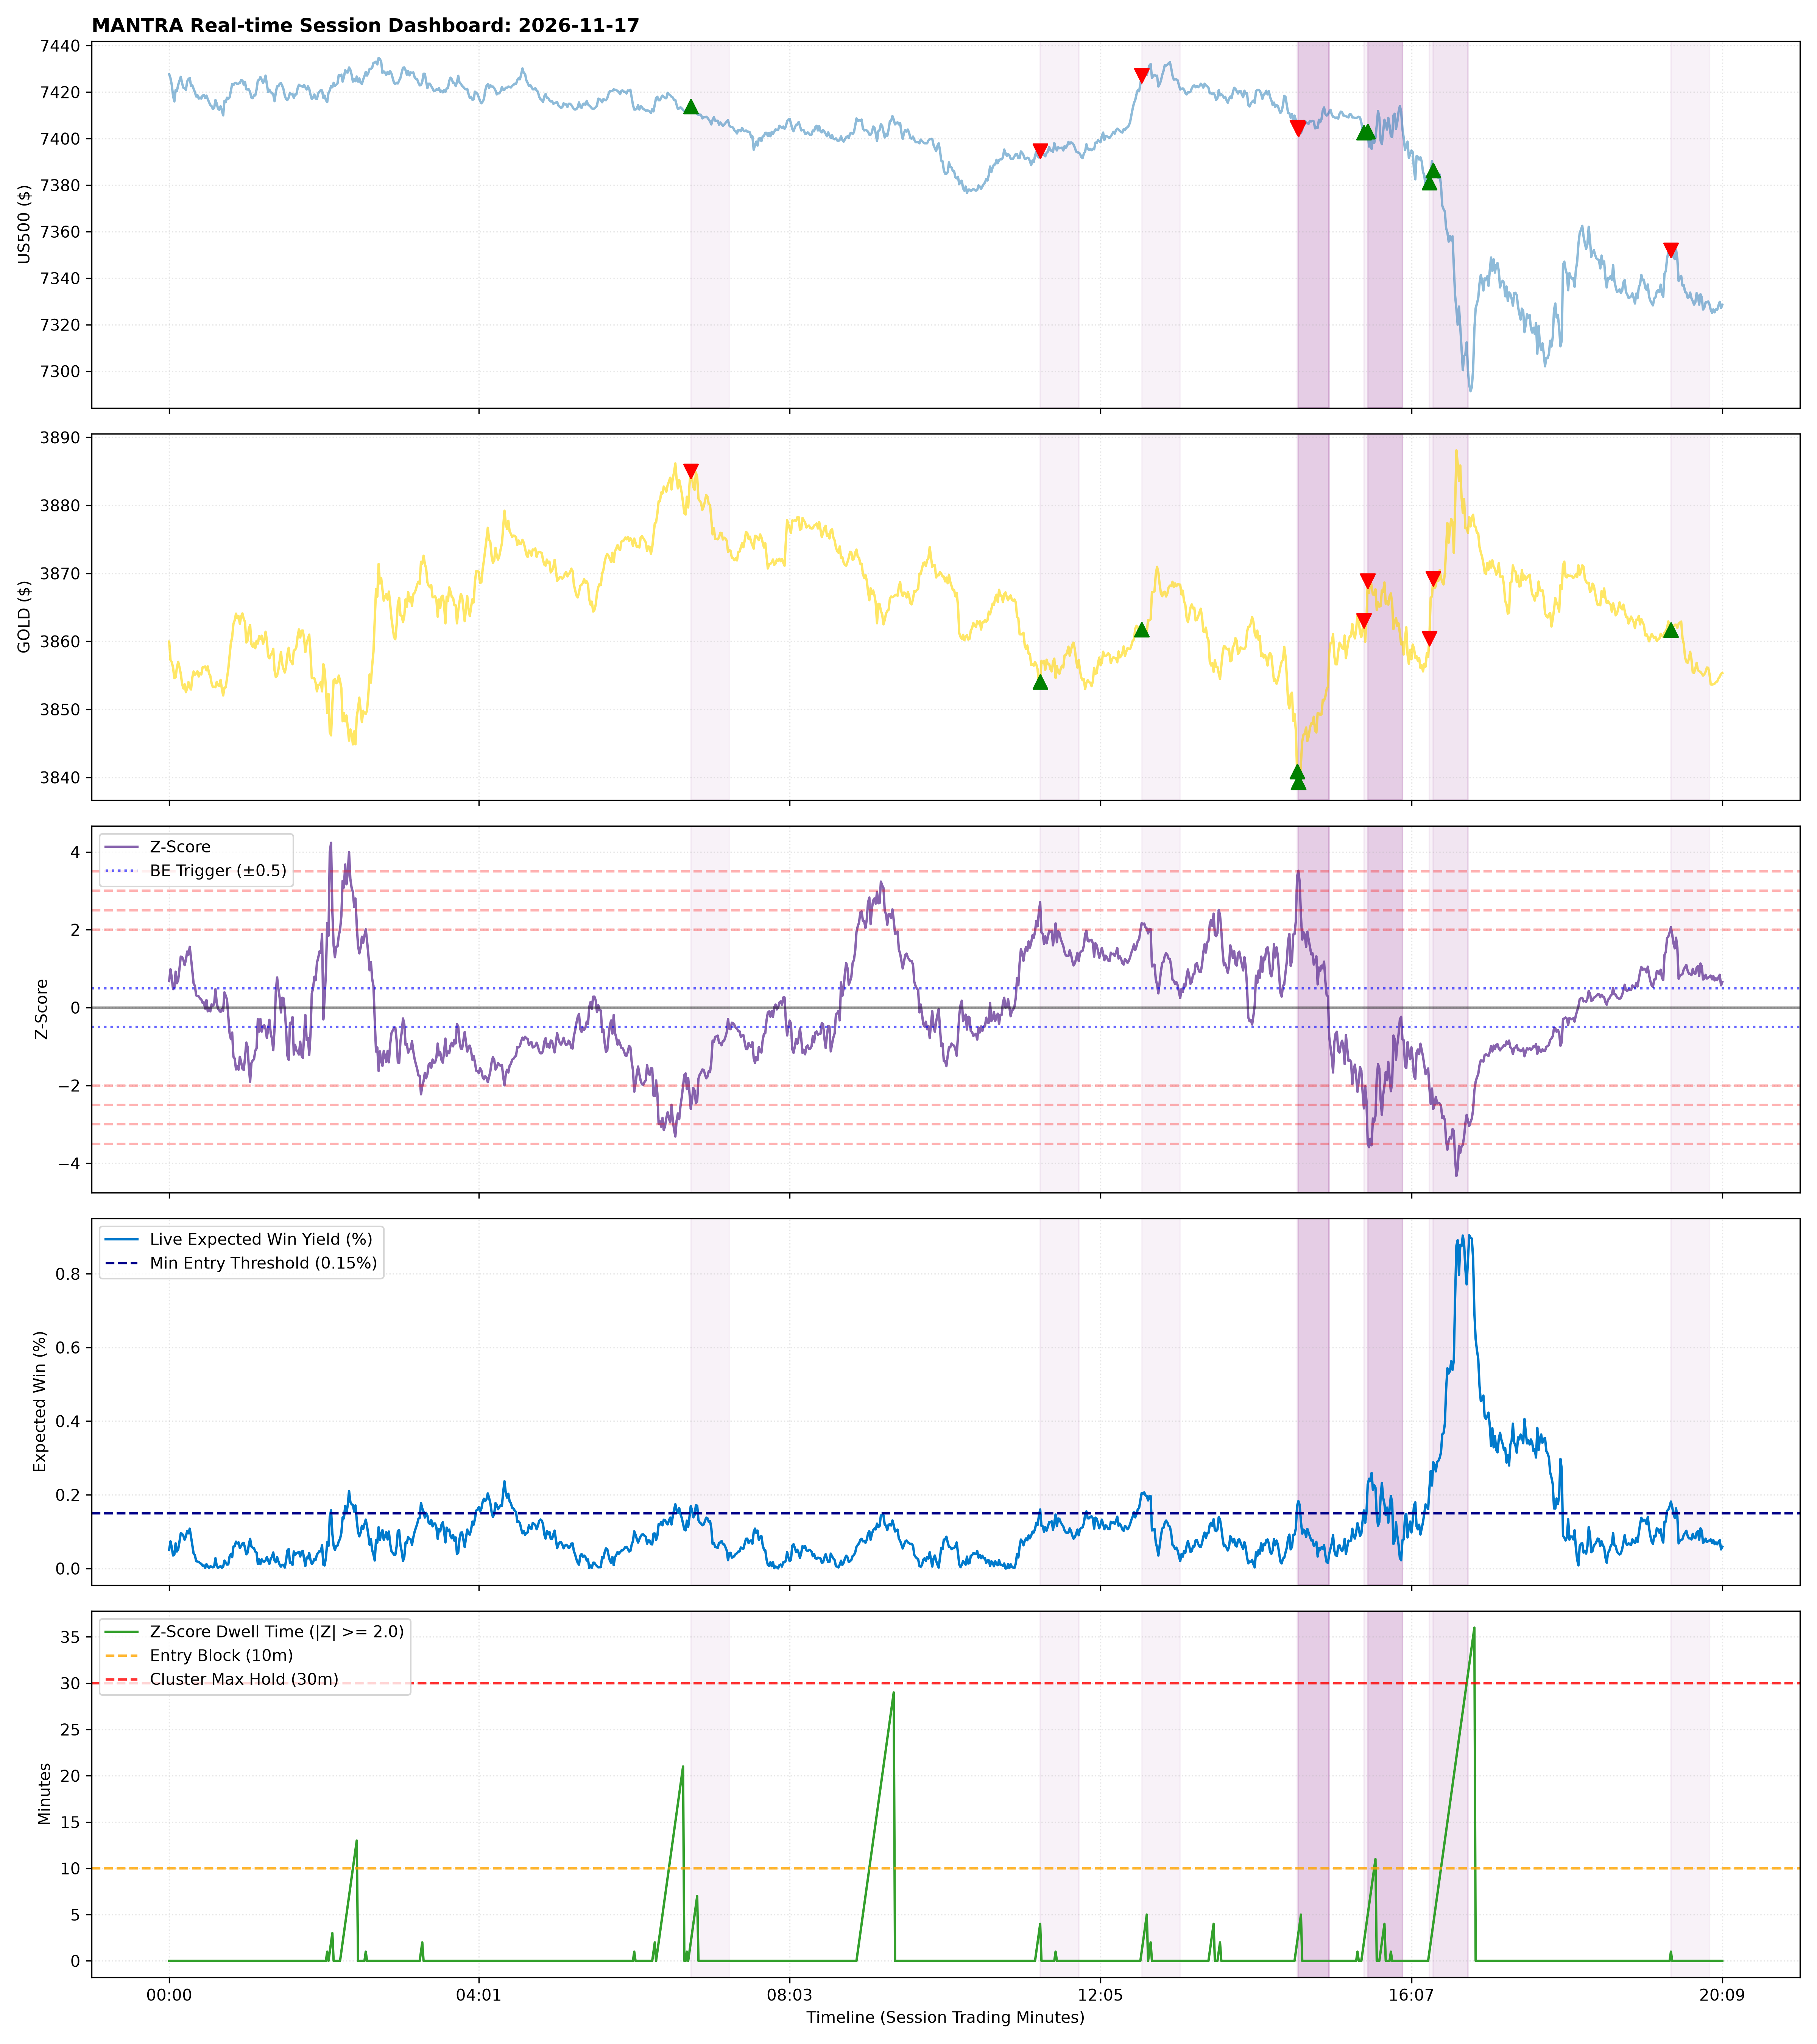 MANTRA Real-time Session Dashboard: 2026-11-17
7440
7420
7400
7380
7360
7340
7320
7300
US500 ($)
3890
3880
3870
3860
3850
3840
GOLD ($)
Z-Score
BE Trigger (±0.5)
4
2
0
−2
−4
Z-Score
Live Expected Win Yield (%)
Min Entry Threshold (0.15%)
0.8
0.6
0.4
0.2
0.0
Expected Win (%)
Z-Score Dwell Time (|Z| >= 2.0)
Entry Block (10m)
Cluster Max Hold (30m)
35
30
25
20
15
10
5
0
Minutes
00:00 04:01 08:03 12:05 16:07 20:09
Timeline (Session Trading Minutes)